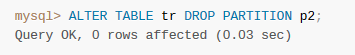 mysql> ALTER TABLE tr DROP PARTITION p2;
Query OK, 0 rows affected (0.03 sec)